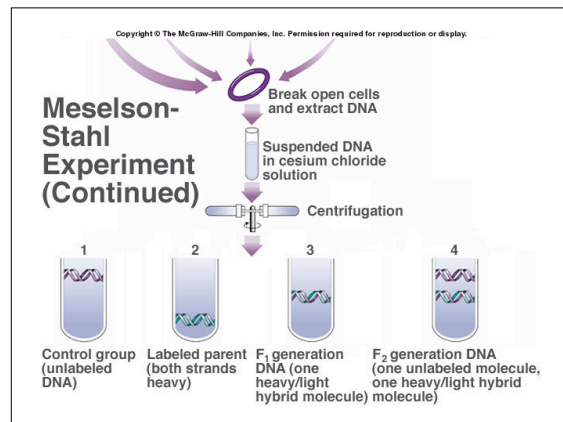 Copyright © The McGraw-Hill Companies, Inc. Permission required for reproduction or display.
Meselson-
Stahl
Experiment
(Continued)
Break open cells
and extract DNA
Suspended DNA
in cesium chloride
solution
Centrifugation
1
2
3
4
Control group
(unlabeled
DNA)
Labeled parent
(both strands
heavy)
F₁ generation
DNA (one
heavy/light
hybrid molecule)
F₂ generation DNA
(one unlabeled molecule,
one heavy/light hybrid
molecule)